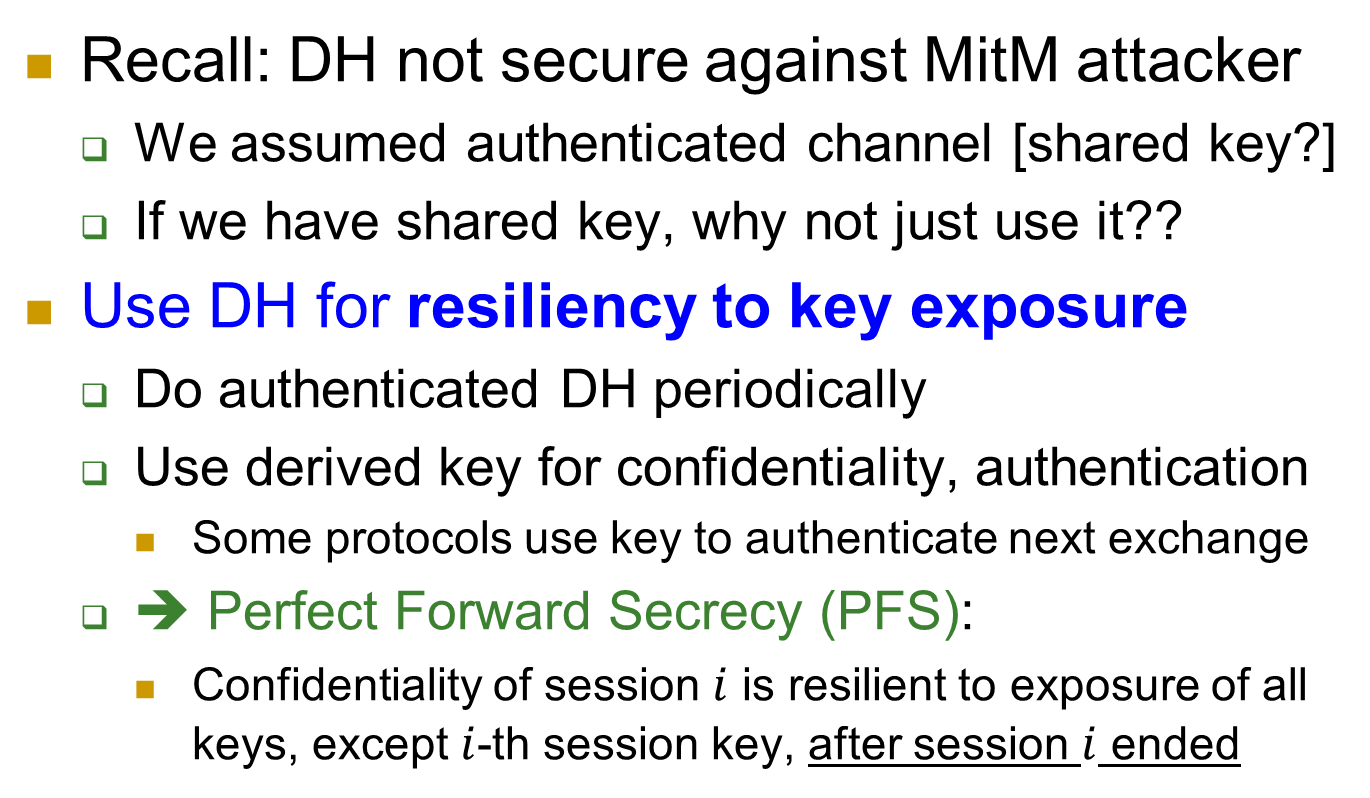 Recall: DH not secure against MitM attacker
We assumed authenticated channel [shared key?]
If we have shared key, why not just use it??
Use DH for resiliency to key exposure
Do authenticated DH periodically
Use derived key for confidentiality, authentication
Some protocols use key to authenticate next exchange
➔ Perfect Forward Secrecy (PFS):
Confidentiality of session i is resilient to exposure of all
keys, except i-th session key, after session i ended